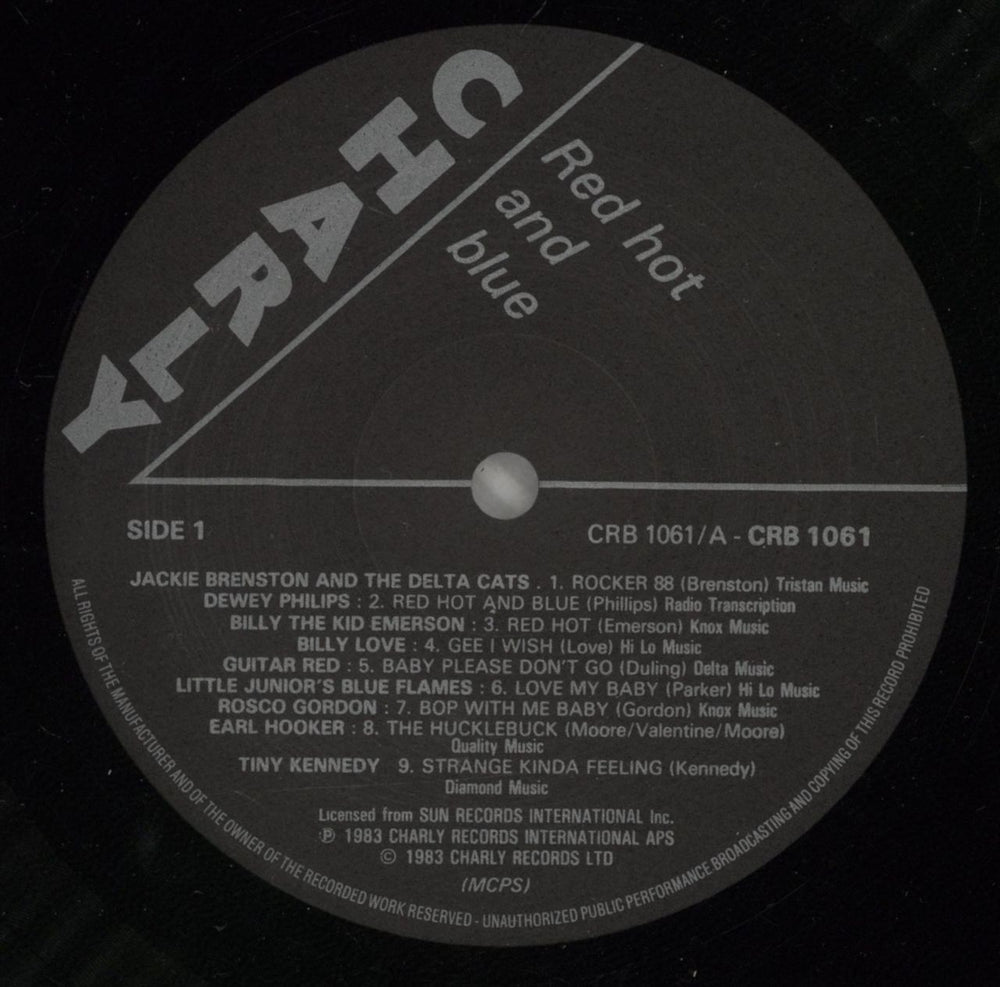 CHARLY
Red hot
and
blue
SIDE 1
CRB 1061/A - CRB 1061
JACKIE BRENSTON AND THE DELTA CATS . 1. ROCKER 88 (Brenston) Tristan Music
DEWEY PHILIPS : 2. RED HOT AND BLUE (Phillips) Radio Transcription
BILLY THE KID EMERSON : 3. RED HOT (Emerson) Knox Music
BILLY LOVE : 4. GEE I WISH (Love) Hi Lo Music
GUITAR RED : 5. BABY PLEASE DON'T GO (Duling) Delta Music
LITTLE JUNIOR'S BLUE FLAMES : 6. LOVE MY BABY (Parker) Hi Lo Music
ROSCO GORDON : 7. BOP WITH ME BABY (Gordon) Knox Music
EARL HOOKER : 8. THE HUCKLEBUCK (Moore/Valentine/Moore)
Quality Music
TINY KENNEDY 9. STRANGE KINDA FEELING (Kennedy)
Diamond Music
Licensed from SUN RECORDS INTERNATIONAL Inc.
℗ 1983 CHARLY RECORDS INTERNATIONAL APS
© 1983 CHARLY RECORDS LTD
(MCPS)
ALL RIGHTS OF THE MANUFACTURER AND OF THE OWNER OF THE RECORDED WORK RESERVED - UNAUTHORIZED PUBLIC PERFORMANCE BROADCASTING AND COPYING OF THIS RECORD PROHIBITED